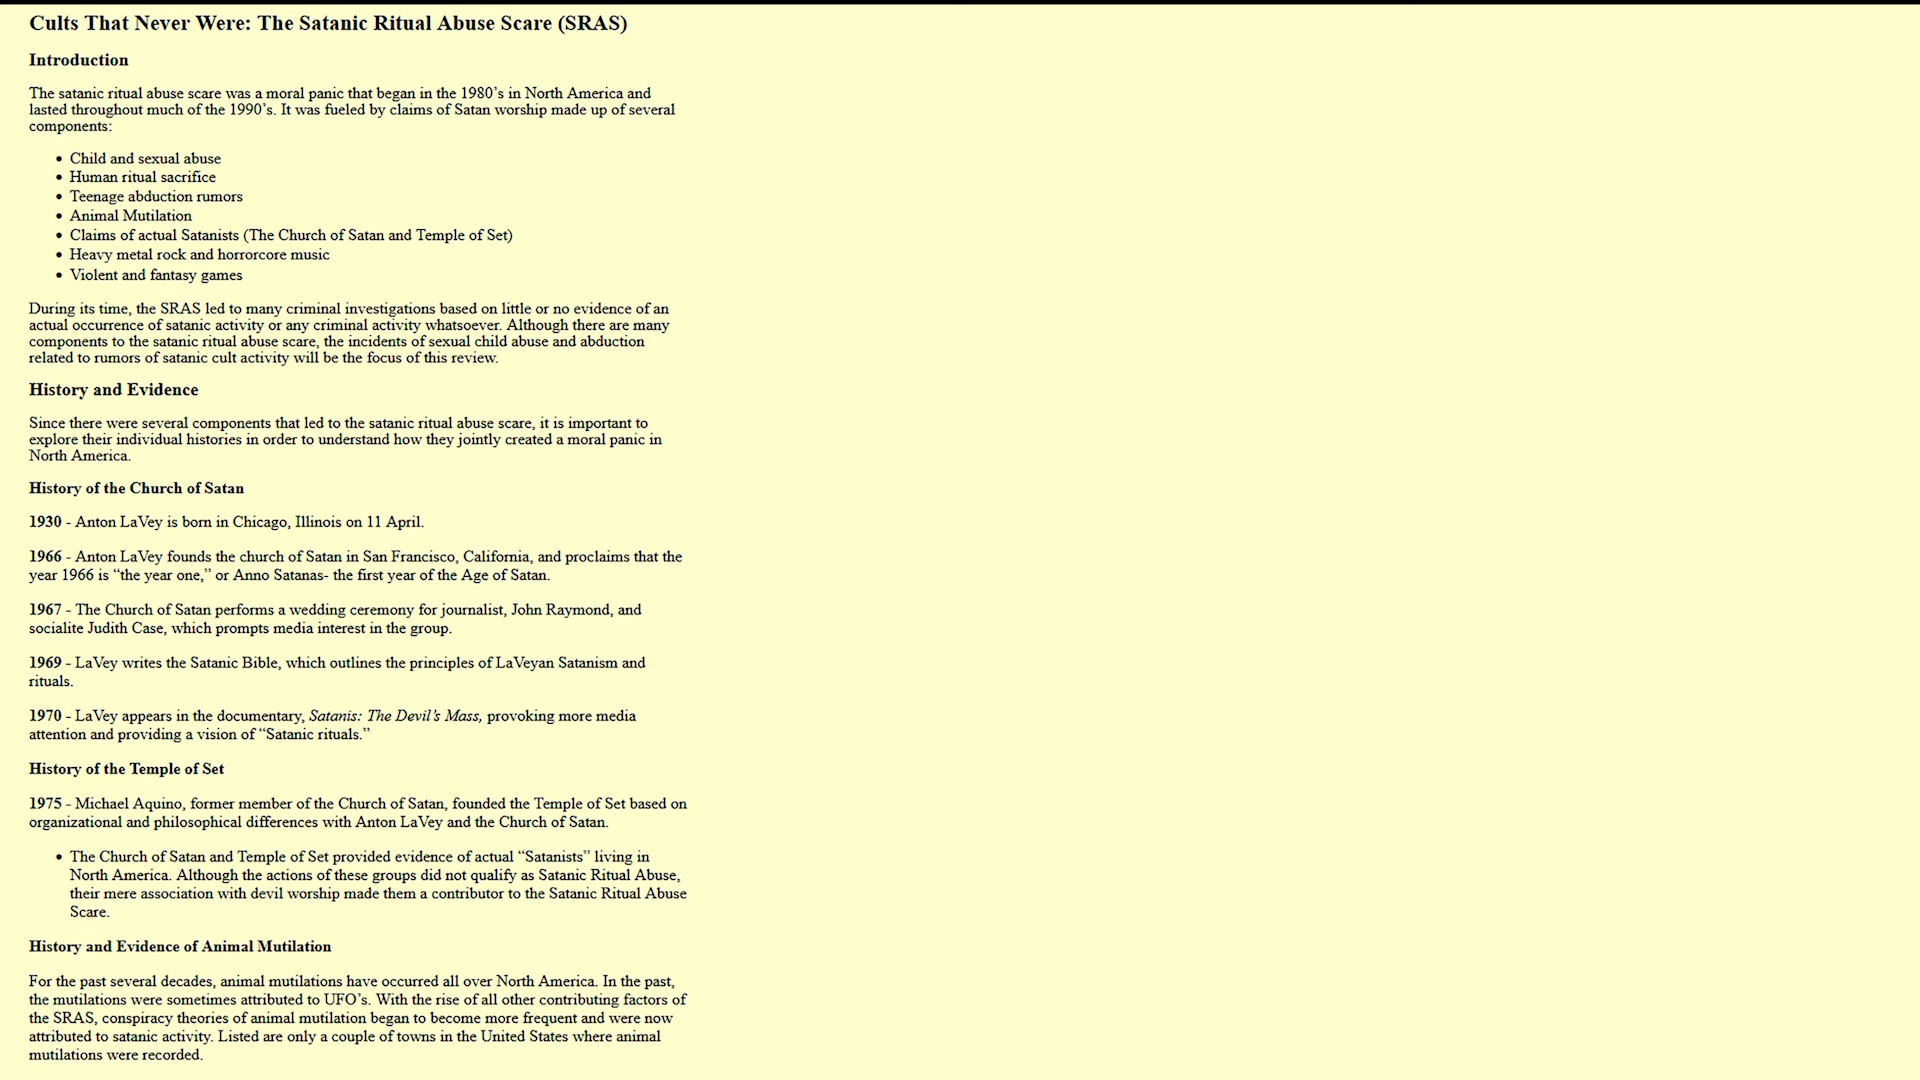 Cults That Never Were: The Satanic Ritual Abuse Scare (SRAS)
Introduction
The satanic ritual abuse scare was a moral panic that began in the 1980’s in North America and
lasted throughout much of the 1990’s. It was fueled by claims of Satan worship made up of several
components:
• Child and sexual abuse
• Human ritual sacrifice
• Teenage abduction rumors
• Animal Mutilation
• Claims of actual Satanists (The Church of Satan and Temple of Set)
• Heavy metal rock and horrorcore music
• Violent and fantasy games
During its time, the SRAS led to many criminal investigations based on little or no evidence of an
actual occurrence of satanic activity or any criminal activity whatsoever. Although there are many
components to the satanic ritual abuse scare, the incidents of sexual child abuse and abduction
related to rumors of satanic cult activity will be the focus of this review.
History and Evidence
Since there were several components that led to the satanic ritual abuse scare, it is important to
explore their individual histories in order to understand how they jointly created a moral panic in
North America.
History of the Church of Satan
1930 - Anton LaVey is born in Chicago, Illinois on 11 April.
1966 - Anton LaVey founds the church of Satan in San Francisco, California, and proclaims that the
year 1966 is “the year one,” or Anno Satanas- the first year of the Age of Satan.
1967 - The Church of Satan performs a wedding ceremony for journalist, John Raymond, and
socialite Judith Case, which prompts media interest in the group.
1969 - LaVey writes the Satanic Bible, which outlines the principles of LaVeyan Satanism and
rituals.
1970 - LaVey appears in the documentary, Satanis: The Devil’s Mass, provoking more media
attention and providing a vision of “Satanic rituals.”
History of the Temple of Set
1975 - Michael Aquino, former member of the Church of Satan, founded the Temple of Set based on
organizational and philosophical differences with Anton LaVey and the Church of Satan.
• The Church of Satan and Temple of Set provided evidence of actual “Satanists” living in
North America. Although the actions of these groups did not qualify as Satanic Ritual Abuse,
their mere association with devil worship made them a contributor to the Satanic Ritual Abuse
Scare.
History and Evidence of Animal Mutilation
For the past several decades, animal mutilations have occurred all over North America. In the past,
the mutilations were sometimes attributed to UFO’s. With the rise of all other contributing factors of
the SRAS, conspiracy theories of animal mutilation began to become more frequent and were now
attributed to satanic activity. Listed are only a couple of towns in the United States where animal
mutilations were recorded.